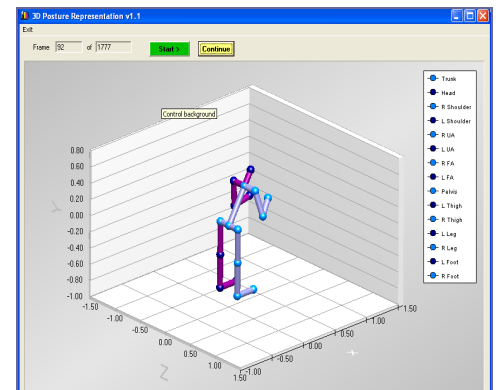 3D Posture Representation v1.1
Exit
Frame 92 of 1777 Start > Continue
Control background
Trunk
Head
R Shoulder
L Shoulder
R UA
L UA
R FA
L FA
Pelvis
L Thigh
R Thigh
L Leg
R Leg
L Foot
R Foot
0.80
0.60
0.40
0.20
0.00
-0.20
-0.40
-0.60
-0.80
-1.00
Y
-1.50
-1.00
-0.50
0.00
0.50
1.00
1.50
Z
-1.00
-0.50
0.00
1.00
1.50